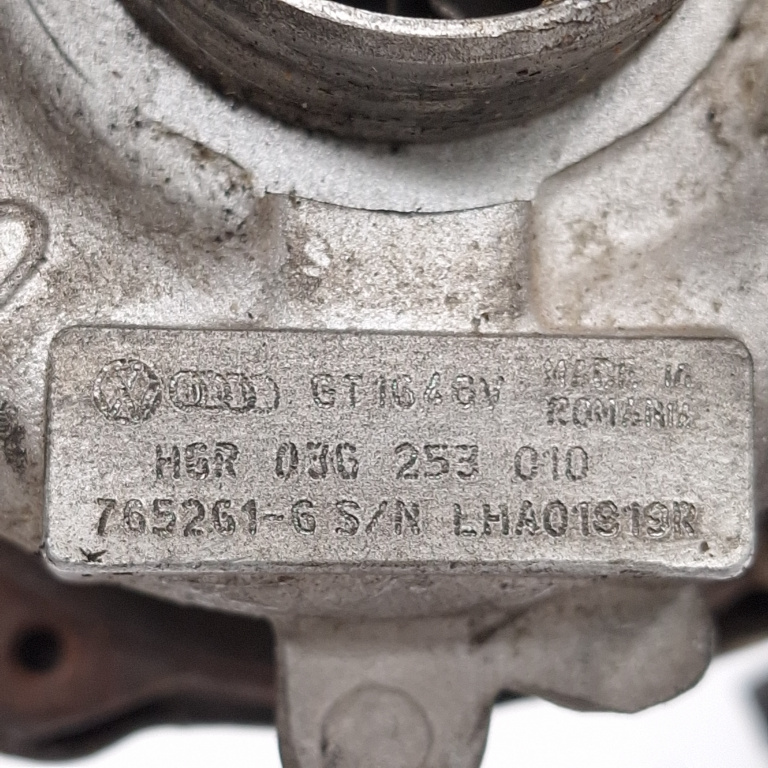 GT1646V MADE IN
ROMANIA
HGR 03G 253 010
765261-6 S/N LHA01819R